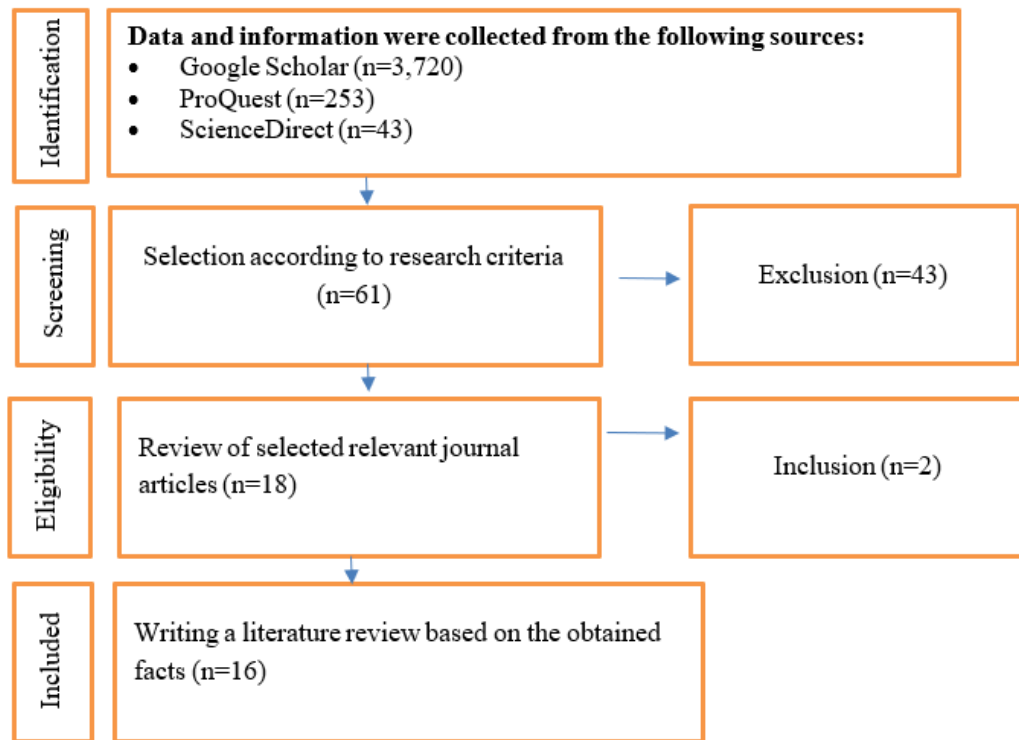 Identification
Data and information were collected from the following sources:
• Google Scholar (n=3,720)
• ProQuest (n=253)
• ScienceDirect (n=43)
Screening
Selection according to research criteria
(n=61)
Exclusion (n=43)
Eligibility
Review of selected relevant journal
articles (n=18)
Inclusion (n=2)
Included
Writing a literature review based on the obtained
facts (n=16)